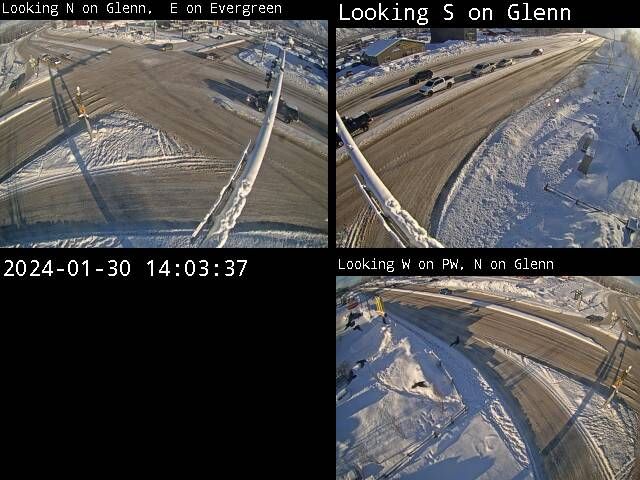 Looking N on Glenn, E on Evergreen
Looking S on Glenn
2024-01-30 14:03:37
Looking W on PW, N on Glenn